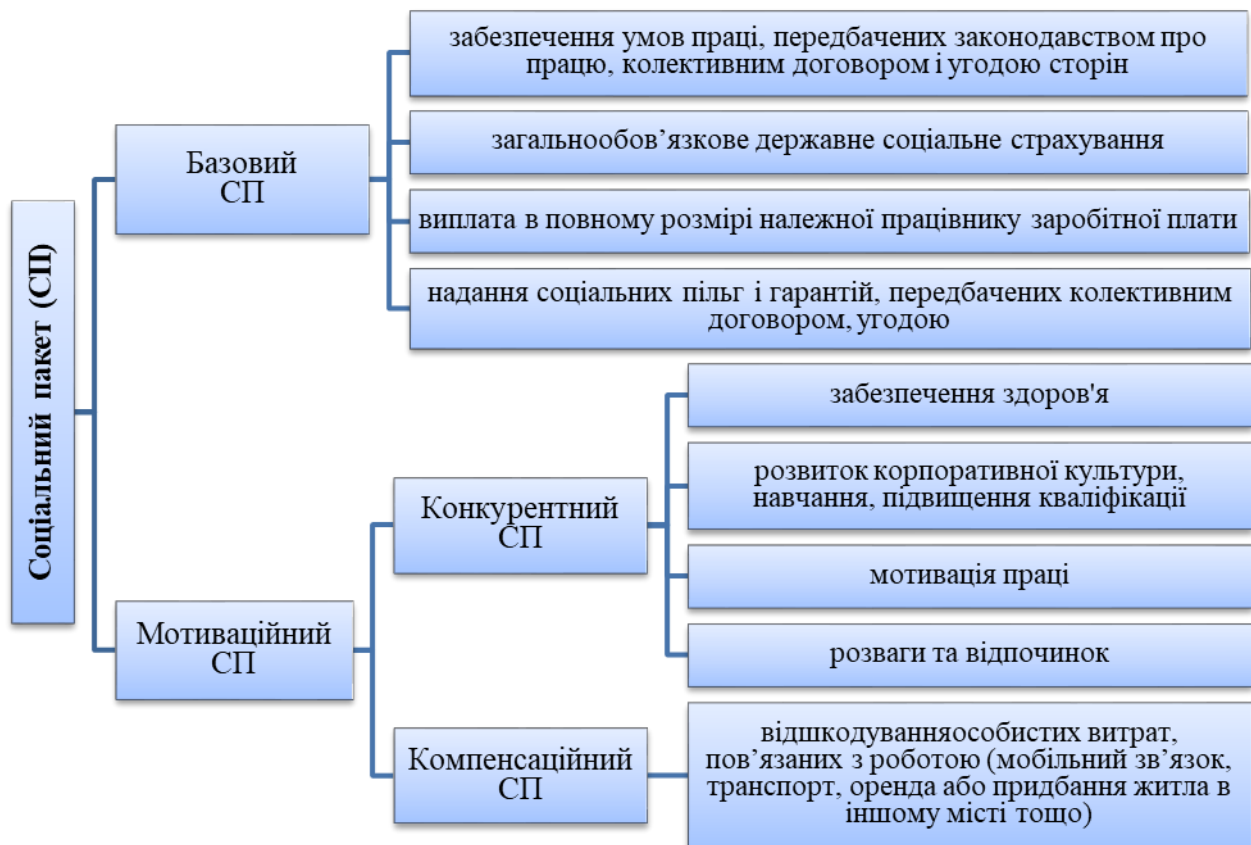 Соціальний пакет (СП)
Базовий
СП
забезпечення умов праці, передбачених законодавством про
працю, колективним договором і угодою сторін
загальнообов’язкове державне соціальне страхування
виплата в повному розмірі належної працівнику заробітної плати
надання соціальних пільг і гарантій, передбачених колективним
договором, угодою
Мотиваційний
СП
Конкурентний
СП
забезпечення здоров'я
розвиток корпоративної культури,
навчання, підвищення кваліфікації
мотивація праці
розваги та відпочинок
Компенсаційний
СП
відшкодуванняособистих витрат,
пов’язаних з роботою (мобільний зв’язок,
транспорт, оренда або придбання житла в
іншому місті тощо)